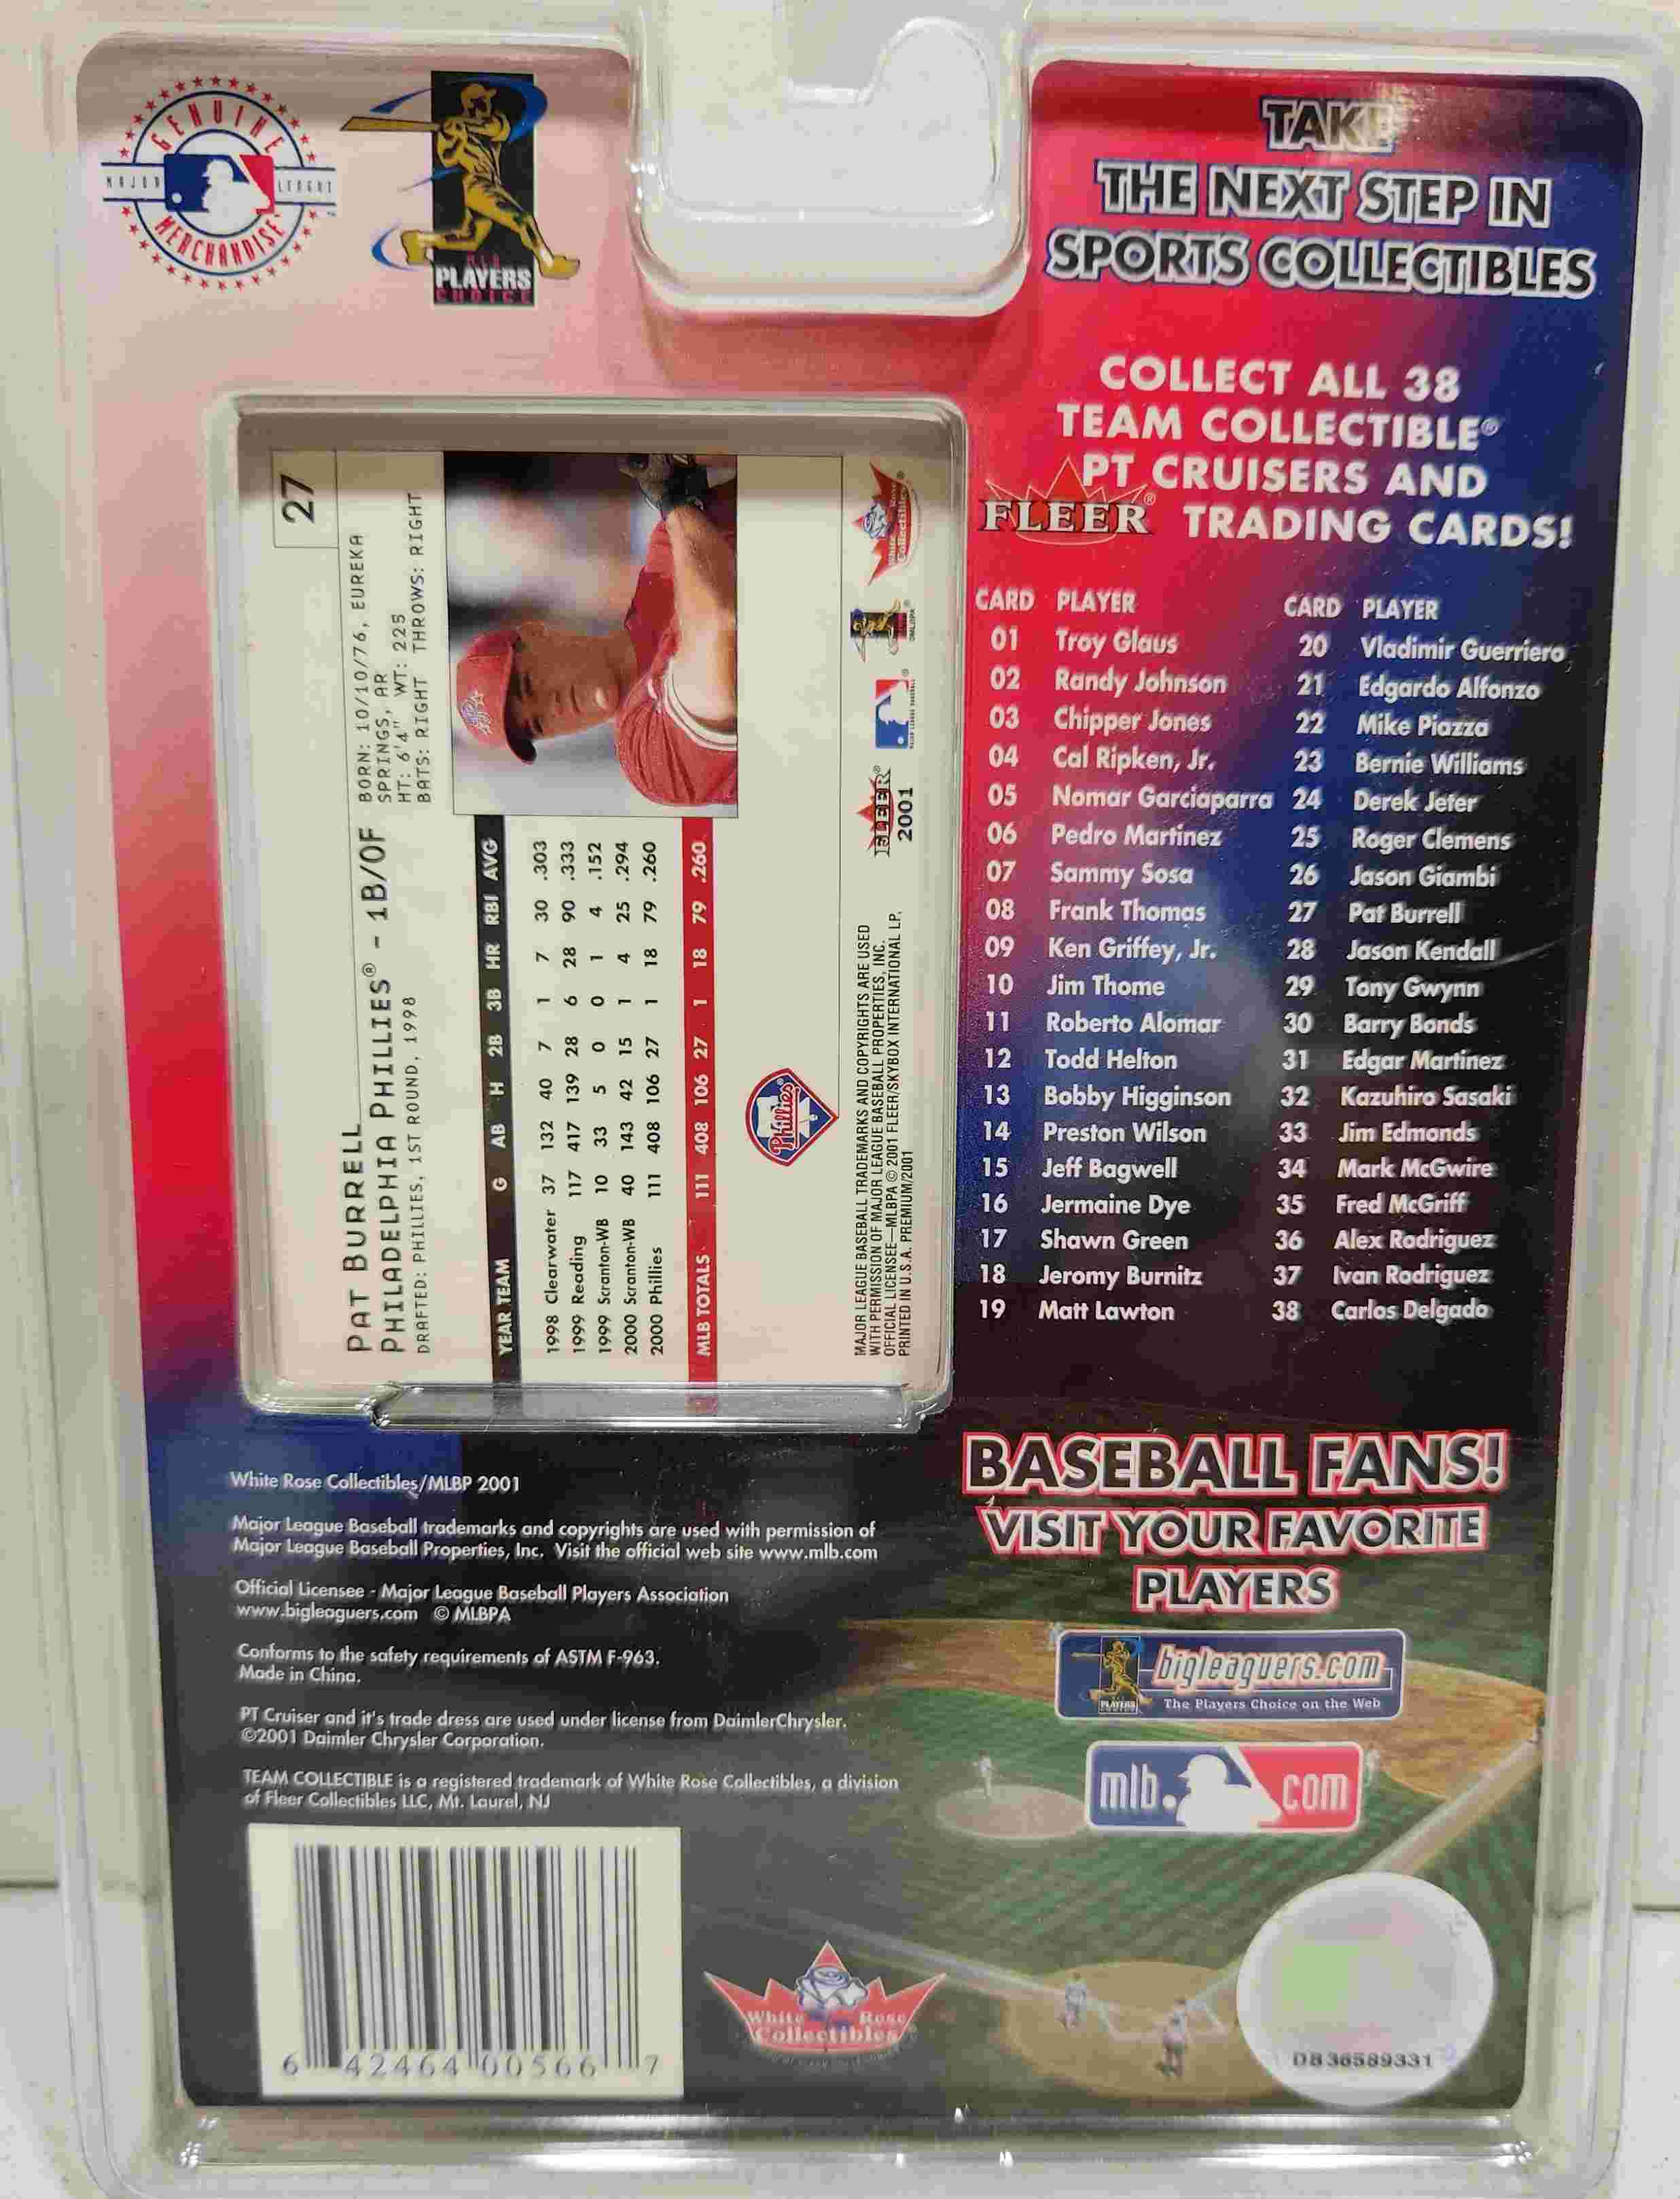 GENUINE
MAJOR LEAGUE
MERCHANDISE
MLB
PLAYERS
CHOICE
TAKE
THE NEXT STEP IN
SPORTS COLLECTIBLES
COLLECT ALL 38
TEAM COLLECTIBLE®
PT CRUISERS AND
FLEER® TRADING CARDS!
CARD PLAYER CARD PLAYER
01 Troy Glaus 20 Vladimir Guerriero
02 Randy Johnson 21 Edgardo Alfonzo
03 Chipper Jones 22 Mike Piazza
04 Cal Ripken, Jr. 23 Bernie Williams
05 Nomar Garciaparra 24 Derek Jeter
06 Pedro Martinez 25 Roger Clemens
07 Sammy Sosa 26 Jason Giambi
08 Frank Thomas 27 Pat Burrell
09 Ken Griffey, Jr. 28 Jason Kendall
10 Jim Thome 29 Tony Gwynn
11 Roberto Alomar 30 Barry Bonds
12 Todd Helton 31 Edgar Martinez
13 Bobby Higginson 32 Kazuhiro Sasaki
14 Preston Wilson 33 Jim Edmonds
15 Jeff Bagwell 34 Mark McGwire
16 Jermaine Dye 35 Fred McGriff
17 Shawn Green 36 Alex Rodriguez
18 Jeromy Burnitz 37 Ivan Rodriguez
19 Matt Lawton 38 Carlos Delgado
27
PAT BURRELL
PHILADELPHIA PHILLIES® - 1B/OF
DRAFTED: PHILLIES, 1ST ROUND, 1998
BORN: 10/10/76, EUREKA
SPRINGS, AR
HT: 6'4" WT: 225
BATS: RIGHT THROWS: RIGHT
YEAR TEAM G AB H 2B 3B HR RBI AVG
1998 Clearwater 37 132 40 7 1 7 30 .303
1999 Reading 117 417 139 28 6 28 90 .333
1999 Scranton-WB 10 33 5 0 0 1 4 .152
2000 Scranton-WB 40 143 42 15 1 4 25 .294
2000 Phillies 111 408 106 27 1 18 79 .260
MLB TOTALS 111 408 106 27 1 18 79 .260
Phillies
MAJOR LEAGUE BASEBALL TRADEMARKS AND COPYRIGHTS ARE USED
WITH PERMISSION OF MAJOR LEAGUE BASEBALL PROPERTIES, INC.
OFFICIAL LICENSEE—MLBPA © 2001 FLEER/SKYBOX INTERNATIONAL LP,
PRINTED IN U.S.A. PREMIUM/2001
FLEER®
2001
White Rose
Collectibles
White Rose Collectibles/MLBP 2001
Major League Baseball trademarks and copyrights are used with permission of
Major League Baseball Properties, Inc. Visit the official web site www.mlb.com
Official Licensee - Major League Baseball Players Association
www.bigleaguers.com © MLBPA
Conforms to the safety requirements of ASTM F-963.
Made in China.
PT Cruiser and it's trade dress are used under license from DaimlerChrysler.
©2001 Daimler Chrysler Corporation.
TEAM COLLECTIBLE is a registered trademark of White Rose Collectibles, a division
of Fleer Collectibles LLC, Mt. Laurel, NJ
6 42464 00566 7
BASEBALL FANS!
VISIT YOUR FAVORITE
PLAYERS
PLAYERS
bigleaguers.com
The Players Choice on the Web
mlb.com
White Rose
Collectibles
DB36589331